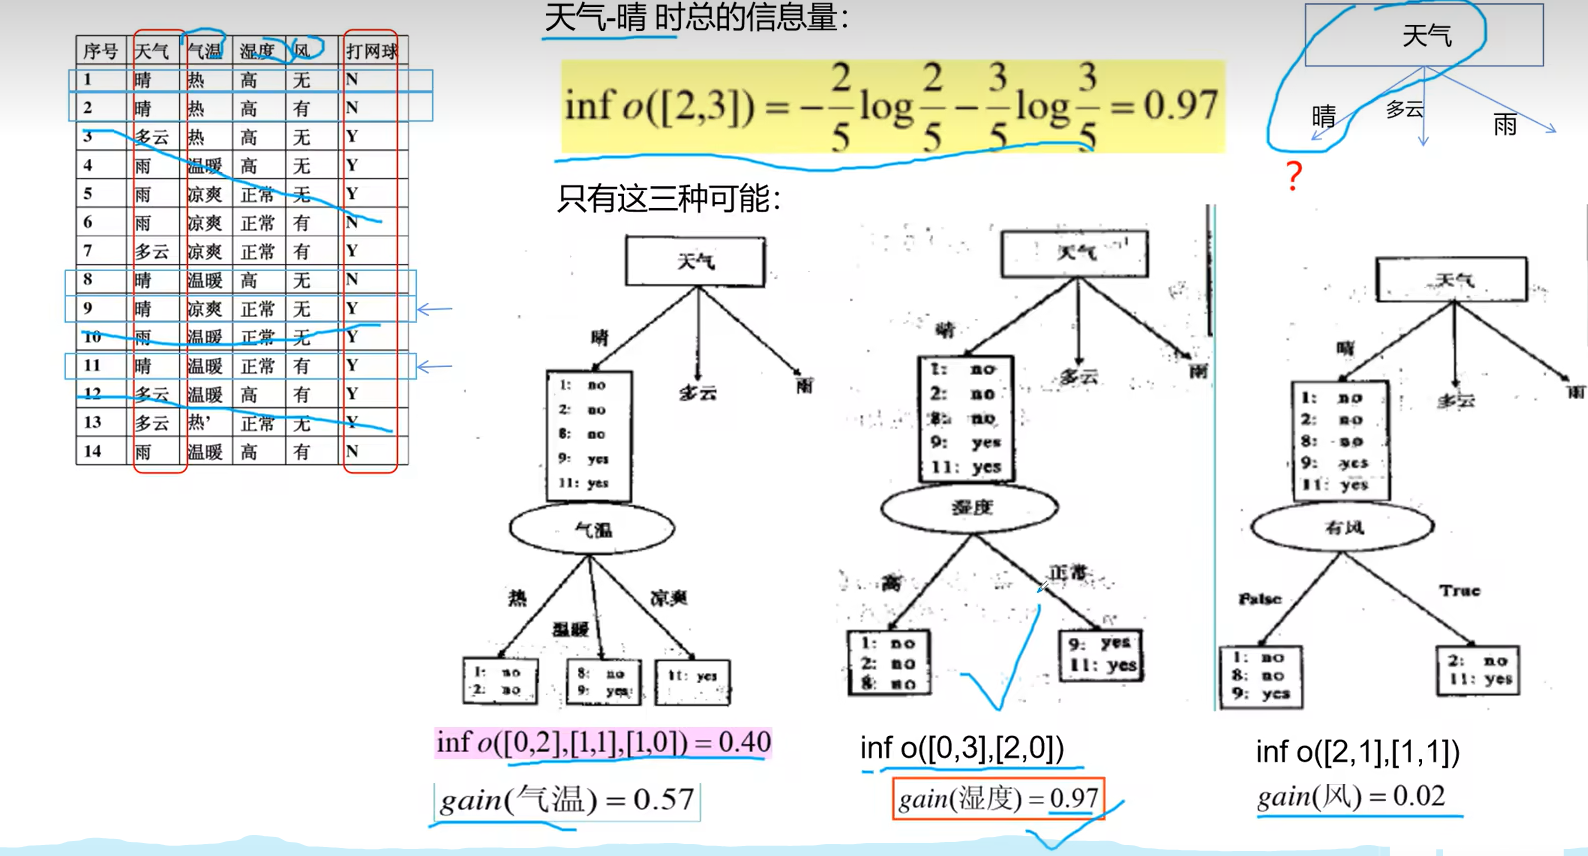 天气-晴 时总的信息量：
序号 天气 气温 湿度 风 打网球
1 晴 热 高 无 N
2 晴 热 高 有 N
3 多云 热 高 无 Y
4 雨 温暖 高 无 Y
5 雨 凉爽 正常 无 Y
6 雨 凉爽 正常 有 N
7 多云 凉爽 正常 有 Y
8 晴 温暖 高 无 N
9 晴 凉爽 正常 无 Y
10 雨 温暖 正常 无 Y
11 晴 温暖 正常 有 Y
12 多云 温暖 高 有 Y
13 多云 热’ 正常 无 Y
14 雨 温暖 高 有 N
inf o([2,3]) = −2/5 log 2/5 − 3/5 log 3/5 = 0.97
天气
晴 多云 雨
?
只有这三种可能：
天气
晴
多云
雨
1: no
2: no
8: no
9: yes
11: yes
气温
热
温暖
凉爽
1: no
2: no
8: no
9: yes
11: yes
inf o([0,2],[1,1],[1,0]) = 0.40
gain(气温) = 0.57
天气
晴
多云
雨
1: no
2: no
8: no
9: yes
11: yes
湿度
高
正常
1: no
2: no
8: no
9: yes
11: yes
inf o([0,3],[2,0])
gain(湿度) = 0.97
天气
晴
多云
雨
1: no
2: no
8: no
9: yes
11: yes
有风
False
True
1: no
8: no
9: yes
2: no
11: yes
inf o([2,1],[1,1])
gain(风) = 0.02